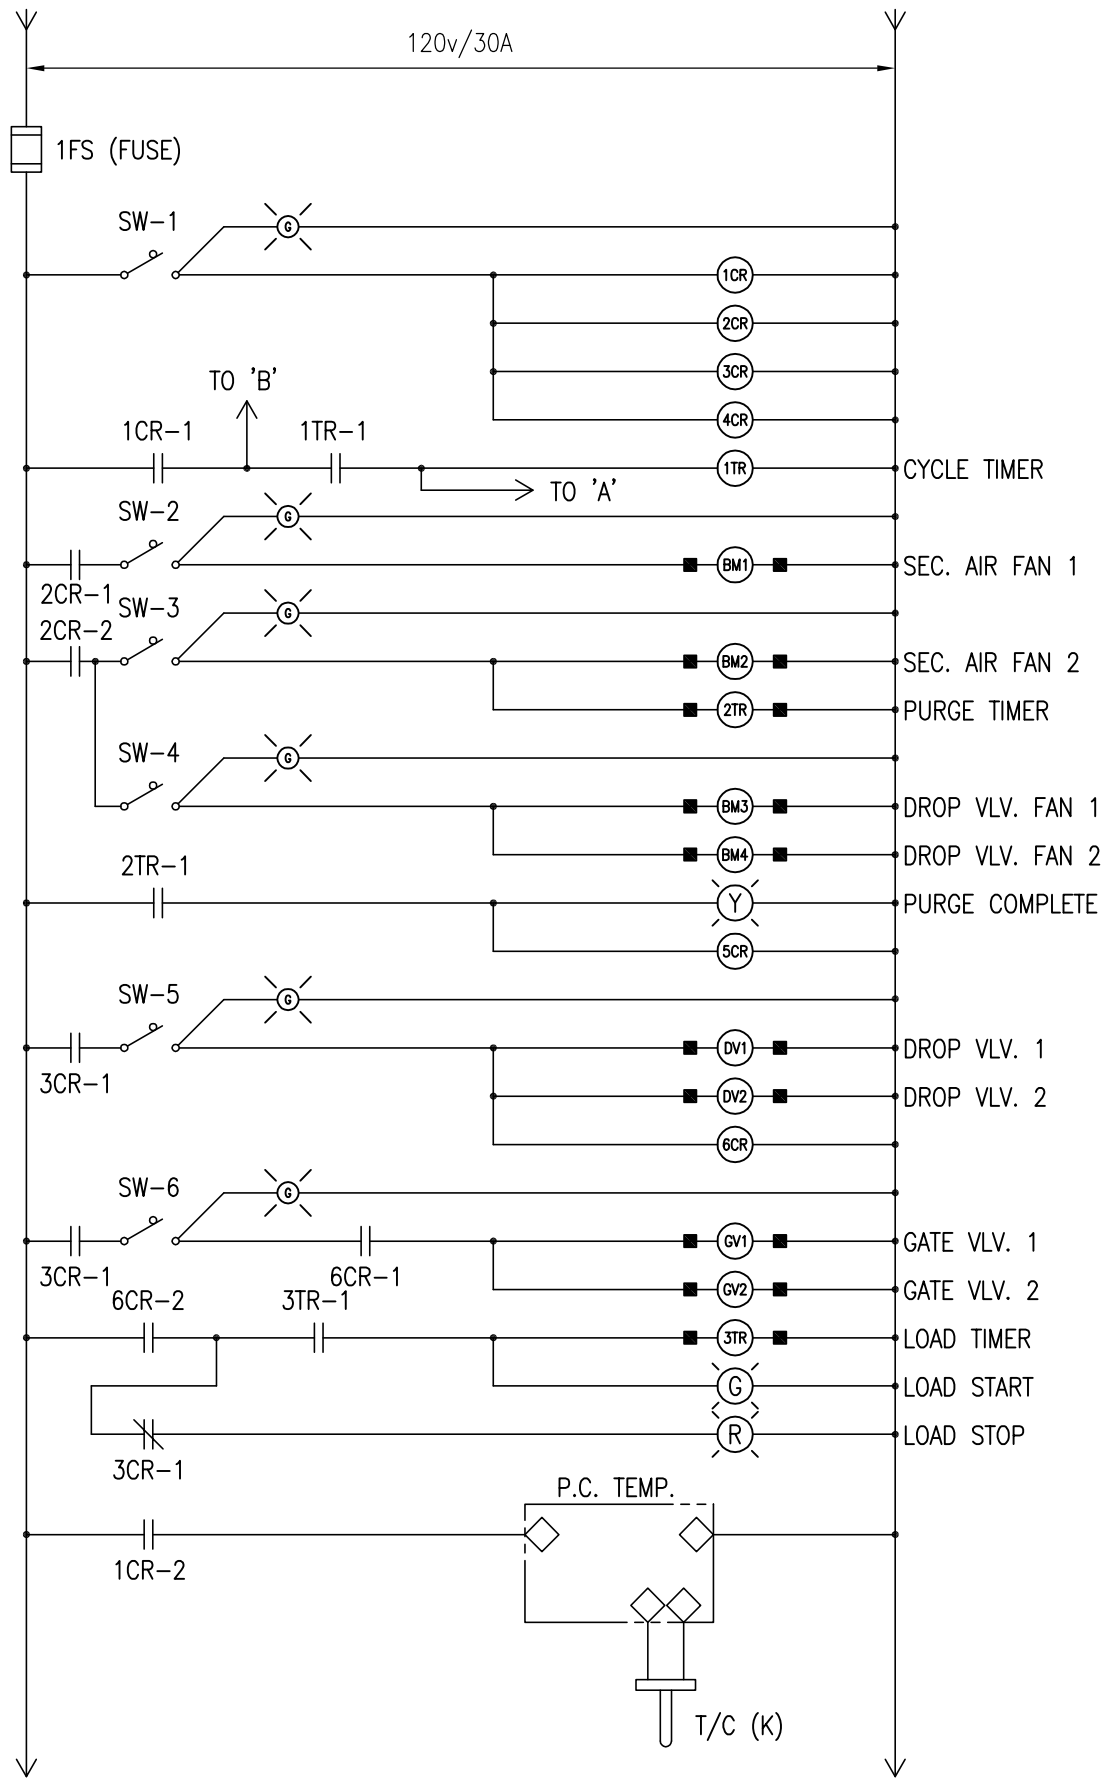 120v/30A
1FS (FUSE)
SW-1
G
1CR
2CR
3CR
TO 'B'
4CR
1CR-1
1TR-1
1TR
CYCLE TIMER
TO 'A'
SW-2
G
BM1
SEC. AIR FAN 1
2CR-1
SW-3
G
2CR-2
BM2
SEC. AIR FAN 2
2TR
PURGE TIMER
SW-4
G
BM3
DROP VLV. FAN 1
BM4
DROP VLV. FAN 2
2TR-1
Y
PURGE COMPLETE
5CR
SW-5
G
DV1
DROP VLV. 1
3CR-1
DV2
DROP VLV. 2
6CR
SW-6
G
GV1
GATE VLV. 1
3CR-1
6CR-1
GV2
GATE VLV. 2
6CR-2
3TR-1
3TR
LOAD TIMER
G
LOAD START
R
LOAD STOP
3CR-1
P.C. TEMP.
1CR-2
T/C (K)